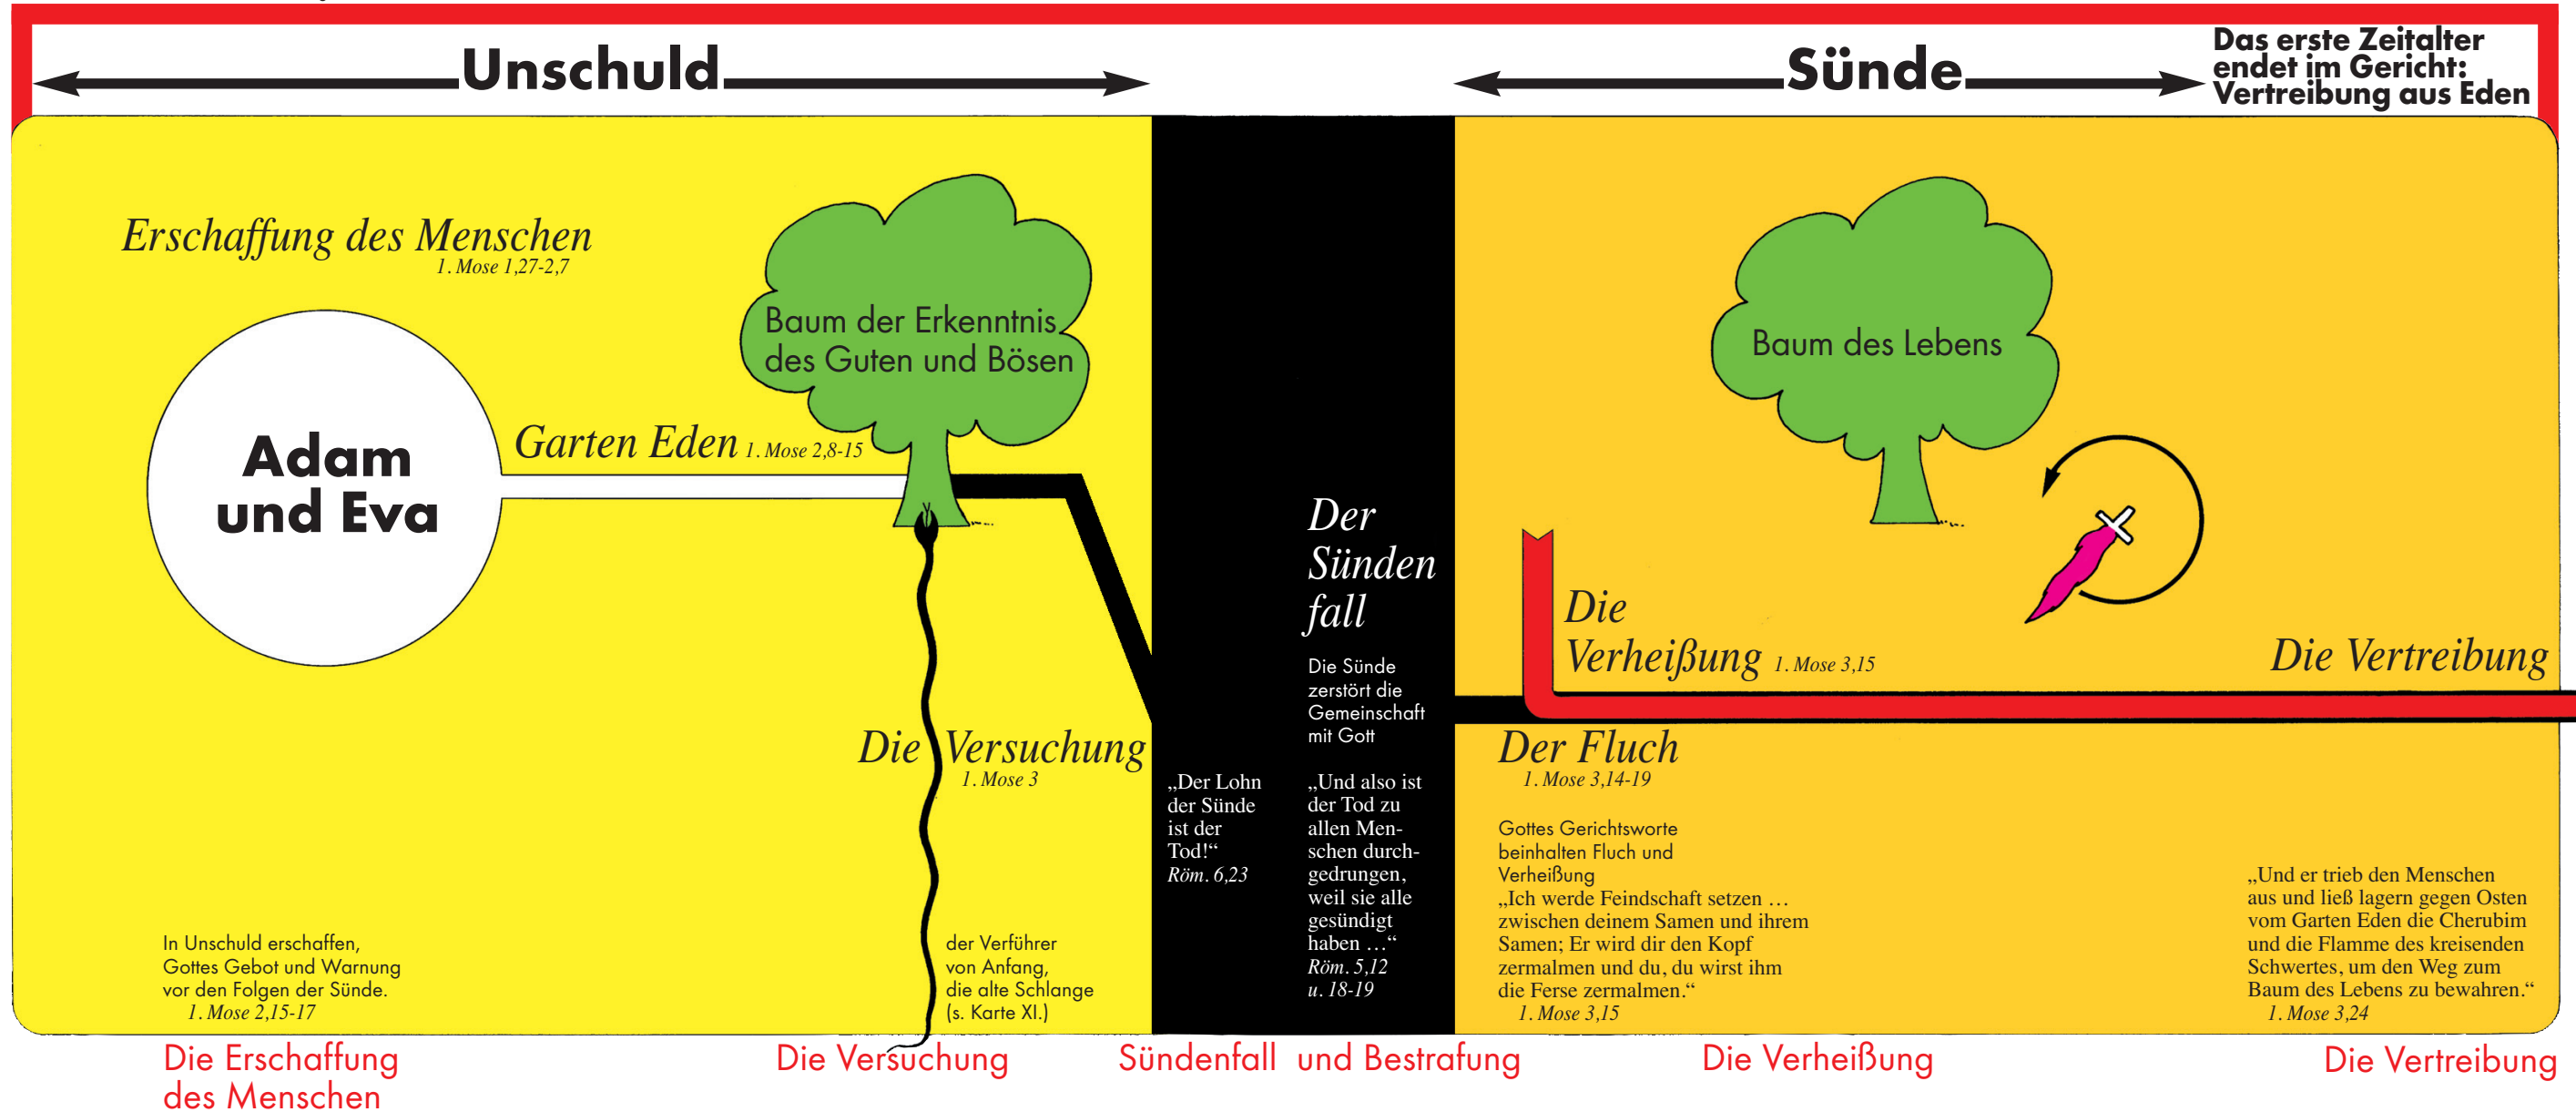 Unschuld
Sünde
Das erste Zeitalter
endet im Gericht:
Vertreibung aus Eden
Erschaffung des Menschen
1. Mose 1,27-2,7
Adam
und Eva
Garten Eden 1. Mose 2,8-15
Baum der Erkenntnis
des Guten und Bösen
Die Versuchung
1. Mose 3
In Unschuld erschaffen,
Gottes Gebot und Warnung
vor den Folgen der Sünde.
1. Mose 2,15-17
der Verführer
von Anfang,
die alte Schlange
(s. Karte XI.)
„Der Lohn
der Sünde
ist der
Tod!“
Röm. 6,23
Der
Sünden
fall
Die Sünde
zerstört die
Gemeinschaft
mit Gott
„Und also ist
der Tod zu
allen Men-
schen durch-
gedrungen,
weil sie alle
gesündigt
haben …“
Röm. 5,12
u. 18-19
Baum des Lebens
Die
Verheißung 1. Mose 3,15
Die Vertreibung
Der Fluch
1. Mose 3,14-19
Gottes Gerichtsworte
beinhalten Fluch und
Verheißung
„Ich werde Feindschaft setzen …
zwischen deinem Samen und ihrem
Samen; Er wird dir den Kopf
zermalmen und du, du wirst ihm
die Ferse zermalmen.“
1. Mose 3,15
„Und er trieb den Menschen
aus und ließ lagern gegen Osten
vom Garten Eden die Cherubim
und die Flamme des kreisenden
Schwertes, um den Weg zum
Baum des Lebens zu bewahren.“
1. Mose 3,24
Die Erschaffung
des Menschen
Die Versuchung
Sündenfall und Bestrafung
Die Verheißung
Die Vertreibung